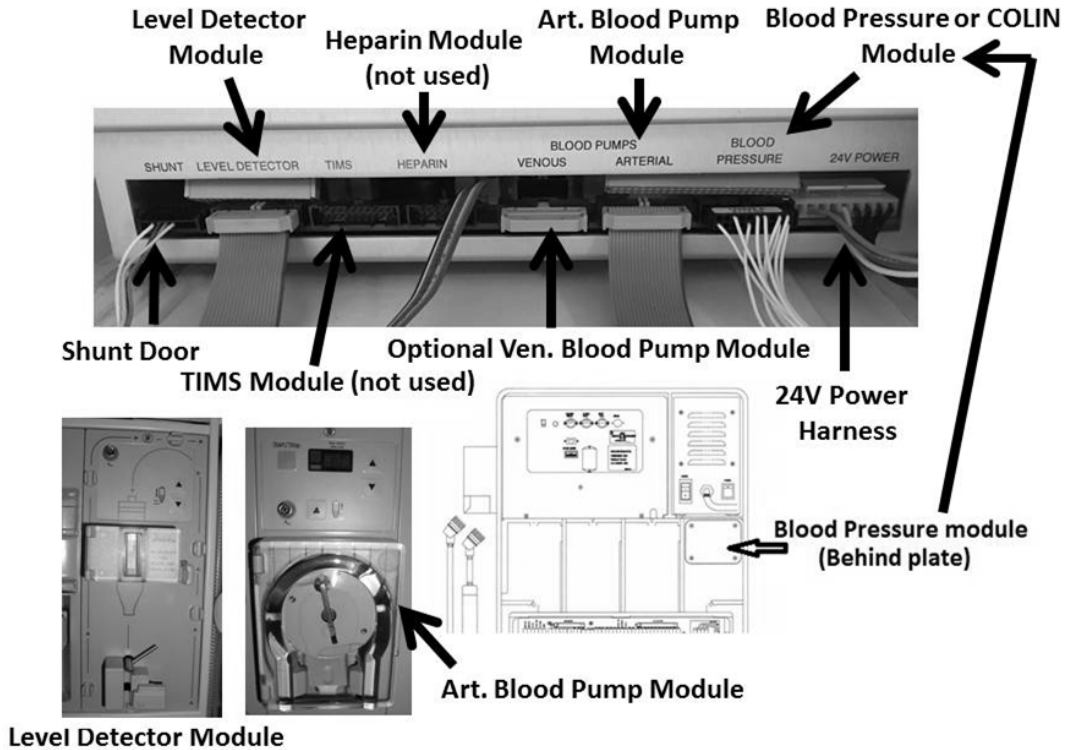 Level Detector
Module
Heparin Module
(not used)
Art. Blood Pump
Module
Blood Pressure or COLIN
Module
BLOOD PUMPS
BLOOD
PRESSURE
SHUNT
LEVEL DETECTOR
TIMS
HEPARIN
VENOUS
ARTERIAL
24V POWER
Shunt Door
TIMS Module (not used)
Optional Ven. Blood Pump Module
24V Power
Harness
Start/Stop
Blood Pressure module
(Behind plate)
Art. Blood Pump Module
Level Detector Module